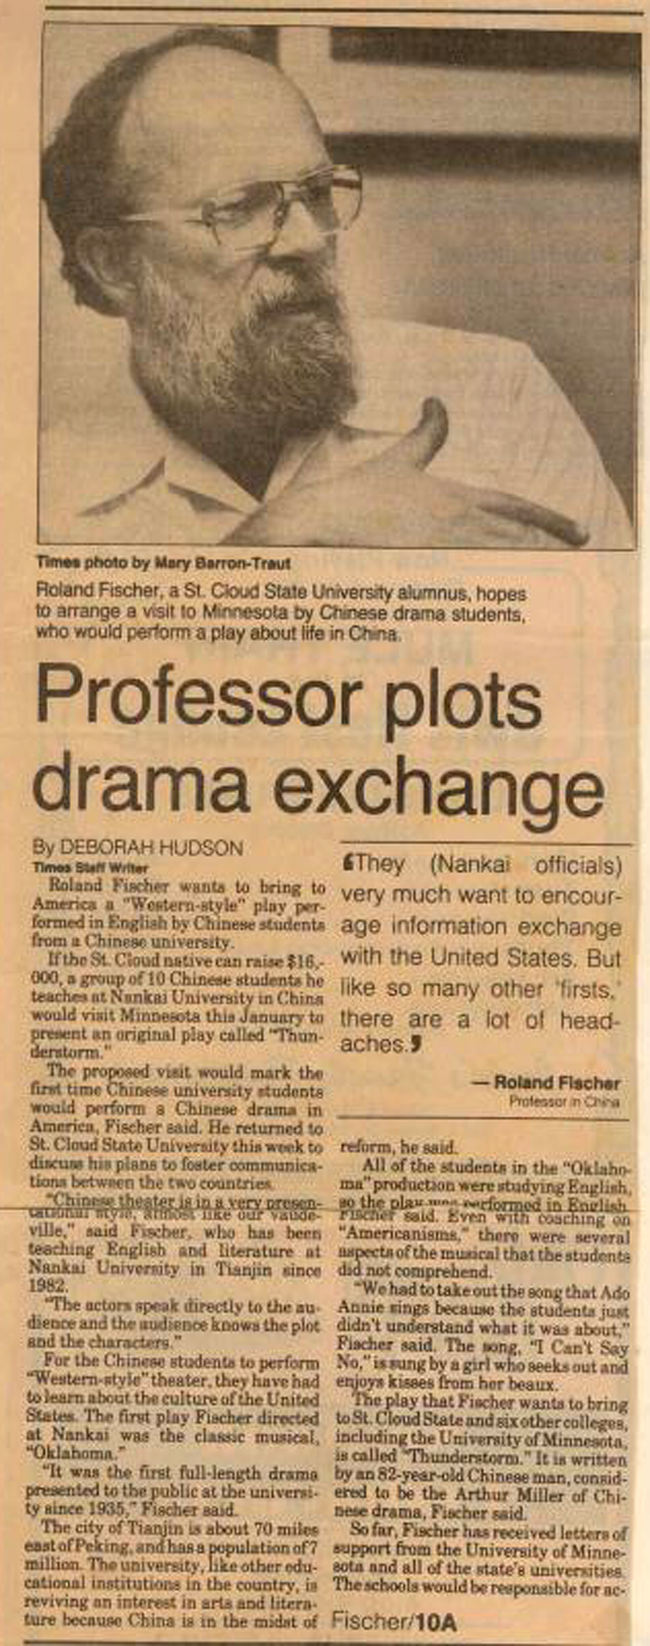 Times photo by Mary Barron-Traut
Roland Fischer, a St. Cloud State University alumnus, hopes
to arrange a visit to Minnesota by Chinese drama students,
who would perform a play about life in China.
Professor plots
drama exchange
By DEBORAH HUDSON
Times Staff Writer
Roland Fischer wants to bring to
America a "Western-style" play per-
formed in English by Chinese students
from a Chinese university.
If the St. Cloud native can raise $16,-
000, a group of 10 Chinese students he
teaches at Nankai University in China
would visit Minnesota this January to
present an original play called "Thun-
derstorm."
The proposed visit would mark the
first time Chinese university students
would perform a Chinese drama in
America, Fischer said. He returned to
St. Cloud State University this week to
discuss his plans to foster communica-
tions between the two countries.
"Chinese theater is in a very presen-
tational style, almost like our vaude-
ville," said Fischer, who has been
teaching English and literature at
Nankai University in Tianjin since
1982.
"The actors speak directly to the au-
dience and the audience knows the plot
and the characters."
For the Chinese students to perform
"Western-style" theater, they have had
to learn about the culture of the United
States. The first play Fischer directed
at Nankai was the classic musical,
"Oklahoma."
"It was the first full-length drama
presented to the public at the universi-
ty since 1935," Fischer said.
The city of Tianjin is about 70 miles
east of Peking, and has a population of 7
million. The university, like other edu-
cational institutions in the country, is
reviving an interest in arts and litera-
ture because China is in the midst of
‘They (Nankai officials)
very much want to encour-
age information exchange
with the United States. But
like so many other 'firsts,'
there are a lot of head-
aches.’
— Roland Fischer
Professor in China
reform, he said.
All of the students in the "Oklaho-
ma" production were studying English,
so the play was performed in English,
Fischer said. Even with coaching on
"Americanisms," there were several
aspects of the musical that the students
did not comprehend.
"We had to take out the song that Ado
Annie sings because the students just
didn't understand what it was about,"
Fischer said. The song, "I Can't Say
No," is sung by a girl who seeks out and
enjoys kisses from her beaux.
The play that Fischer wants to bring
to St. Cloud State and six other colleges,
including the University of Minnesota,
is called "Thunderstorm." It is written
by an 82-year-old Chinese man, consid-
ered to be the Arthur Miller of Chi-
nese drama, Fischer said.
So far, Fischer has received letters of
support from the University of Minne-
sota and all of the state's universities.
The schools would be responsible for ac-
Fischer/10A